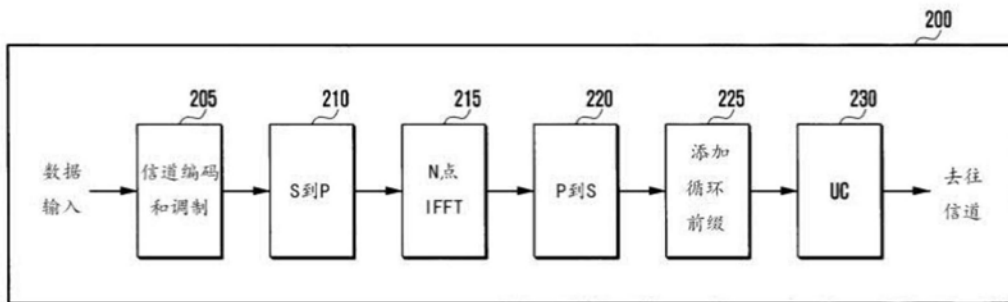 200
205
210
215
220
225
230
数据
输入
信道编码
和调制
S到P
N点
IFFT
P到S
添加
循环
前缀
UC
去往
信道